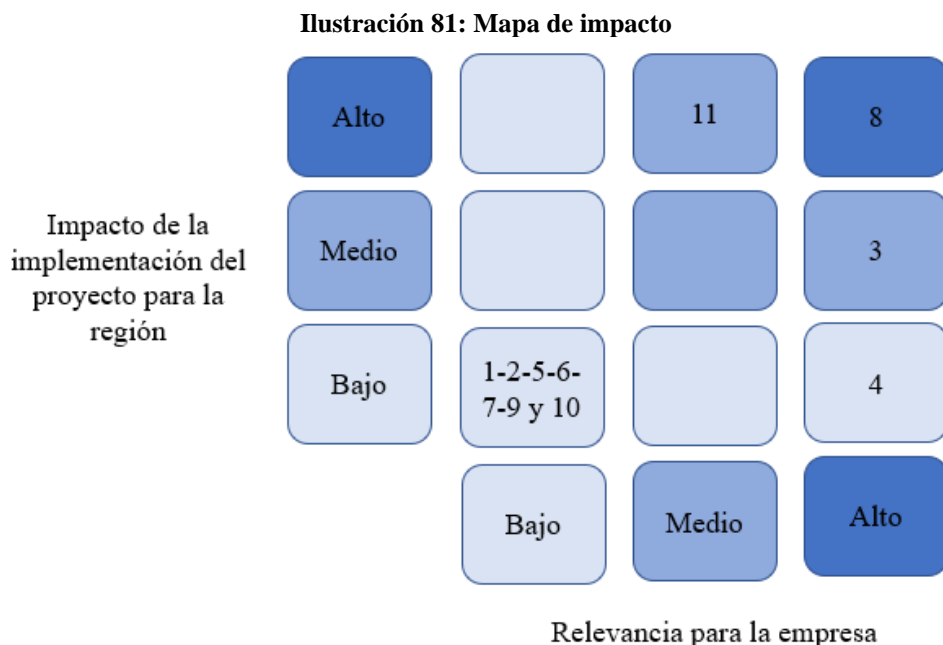 Ilustración 81: Mapa de impacto
Alto
11
8
Impacto de la
implementación del
proyecto para la
región
Medio
3
Bajo
1-2-5-6-
7-9 y 10
4
Bajo
Medio
Alto
Relevancia para la empresa